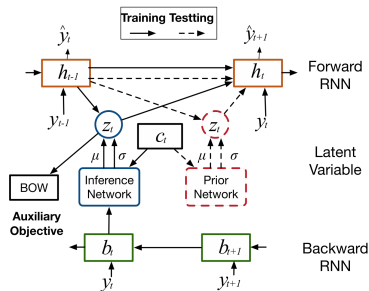 Training Testting
ŷt ŷt+1
ht-1 ht Forward RNN
yt-1 yt
zt ct zt Latent Variable
μ σ μ σ
BOW Inference Network Prior Network
Auxiliary Objective
bt bt+1 Backward RNN
yt yt+1